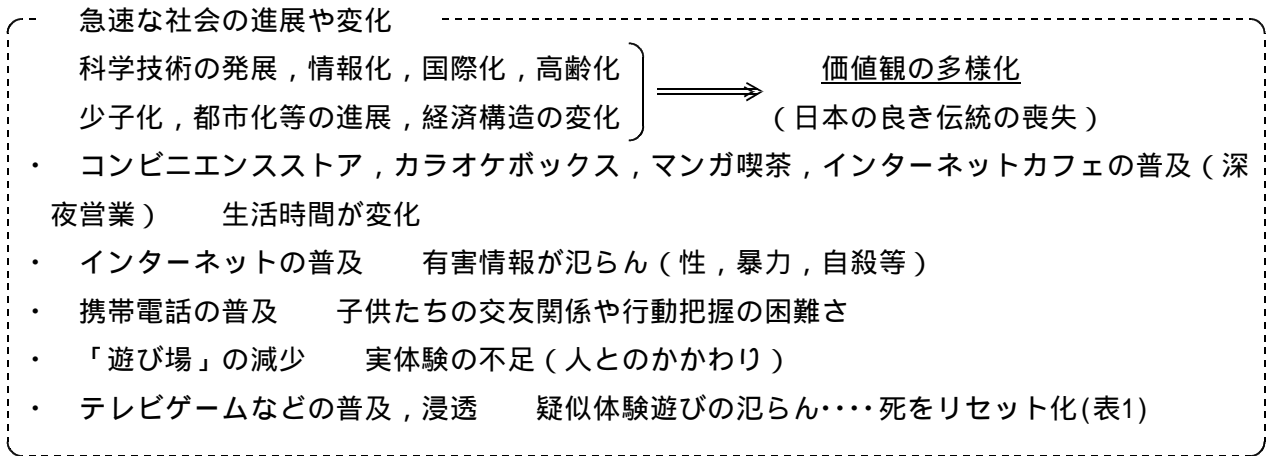 急速な社会の進展や変化
科学技術の発展，情報化，国際化，高齢化
少子化，都市化等の進展，経済構造の変化
価値観の多様化
（日本の良き伝統の喪失）
・　コンビニエンスストア，カラオケボックス，マンガ喫茶，インターネットカフェの普及（深
夜営業）　　生活時間が変化
・　インターネットの普及　　有害情報が氾らん（性，暴力，自殺等）
・　携帯電話の普及　　子供たちの交友関係や行動把握の困難さ
・　「遊び場」の減少　　実体験の不足（人とのかかわり）
・　テレビゲームなどの普及，浸透　　疑似体験遊びの氾らん････死をリセット化(表1)